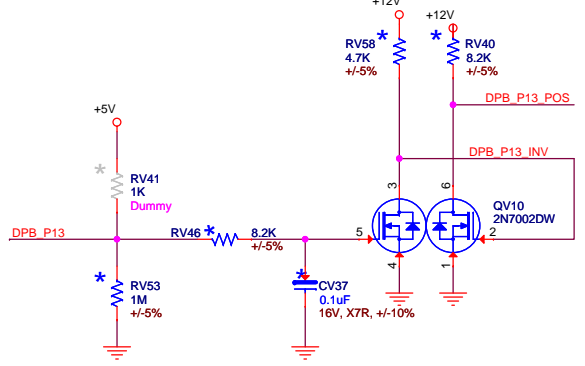 +12V
+12V
RV58
4.7K
+/-5%
RV40
8.2K
+/-5%
DPB_P13_POS
+5V
DPB_P13_INV
RV41
1K
Dummy
3
6
QV10
2N7002DW
DPB_P13
RV46
8.2K
+/-5%
5
2
4
1
RV53
1M
+/-5%
CV37
0.1uF
16V, X7R, +/-10%